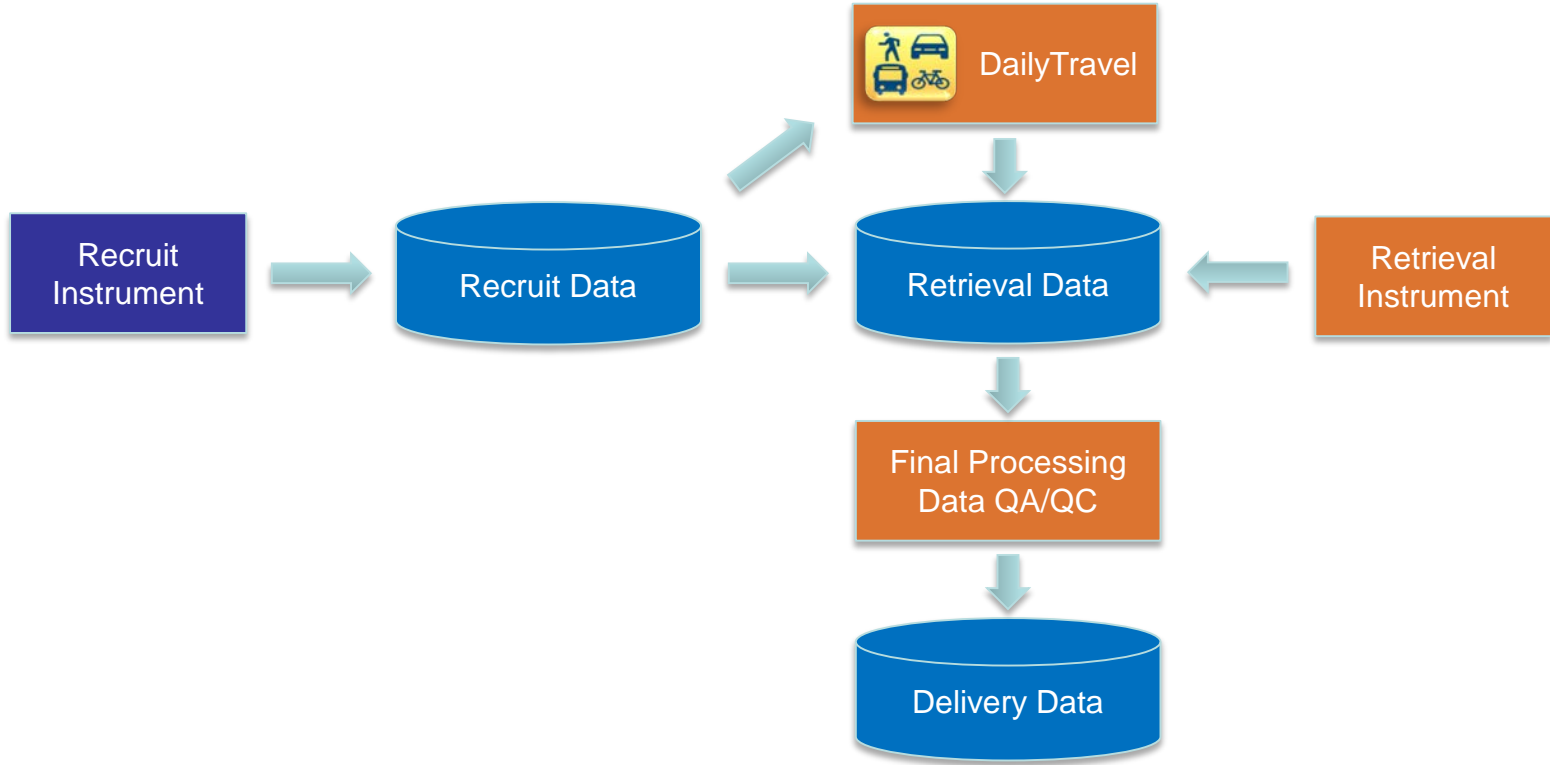 DailyTravel
Recruit
Instrument
Recruit Data
Retrieval Data
Retrieval
Instrument
Final Processing
Data QA/QC
Delivery Data